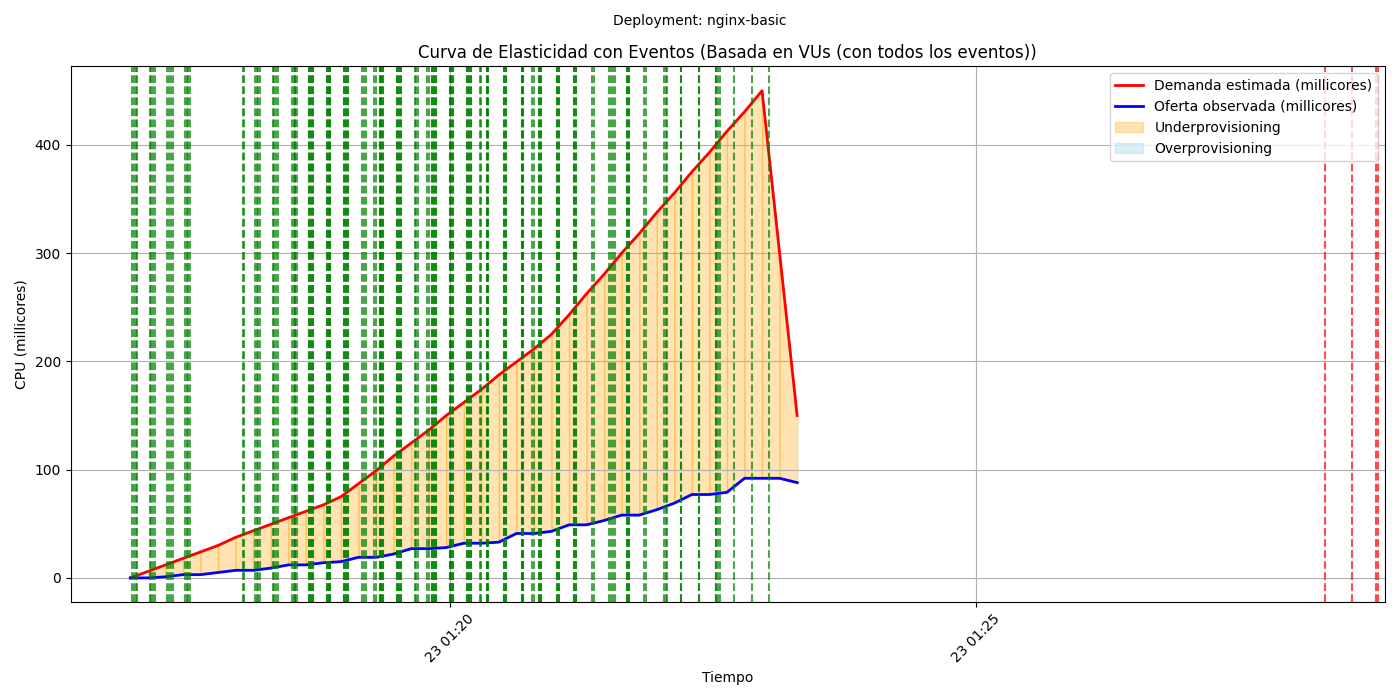 Deployment: nginx-basic
Curva de Elasticidad con Eventos (Basada en VUs (con todos los eventos))
Demanda estimada (millicores)
Oferta observada (millicores)
Underprovisioning
Overprovisioning
CPU (millicores)
400
300
200
100
0
23 01:20
23 01:25
Tiempo